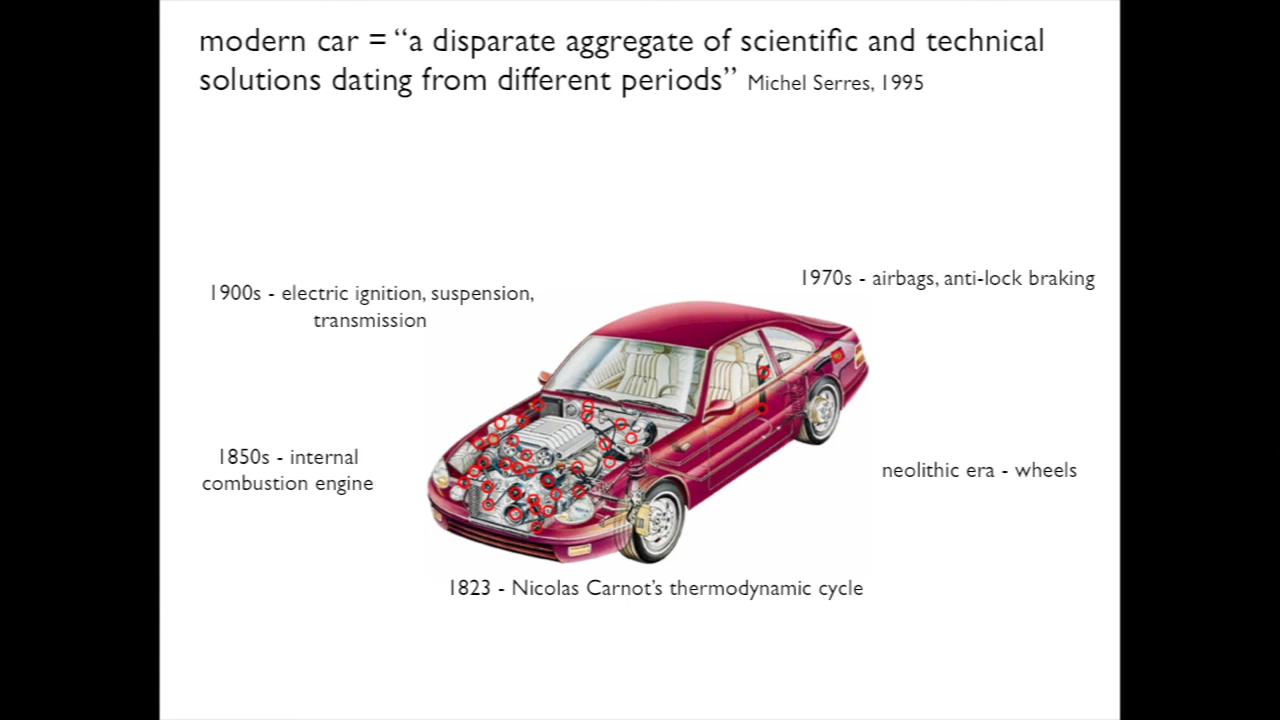 modern car = “a disparate aggregate of scientific and technical
solutions dating from different periods” Michel Serres, 1995
1900s - electric ignition, suspension,
transmission
1970s - airbags, anti-lock braking
1850s - internal
combustion engine
neolithic era - wheels
1823 - Nicolas Carnot’s thermodynamic cycle